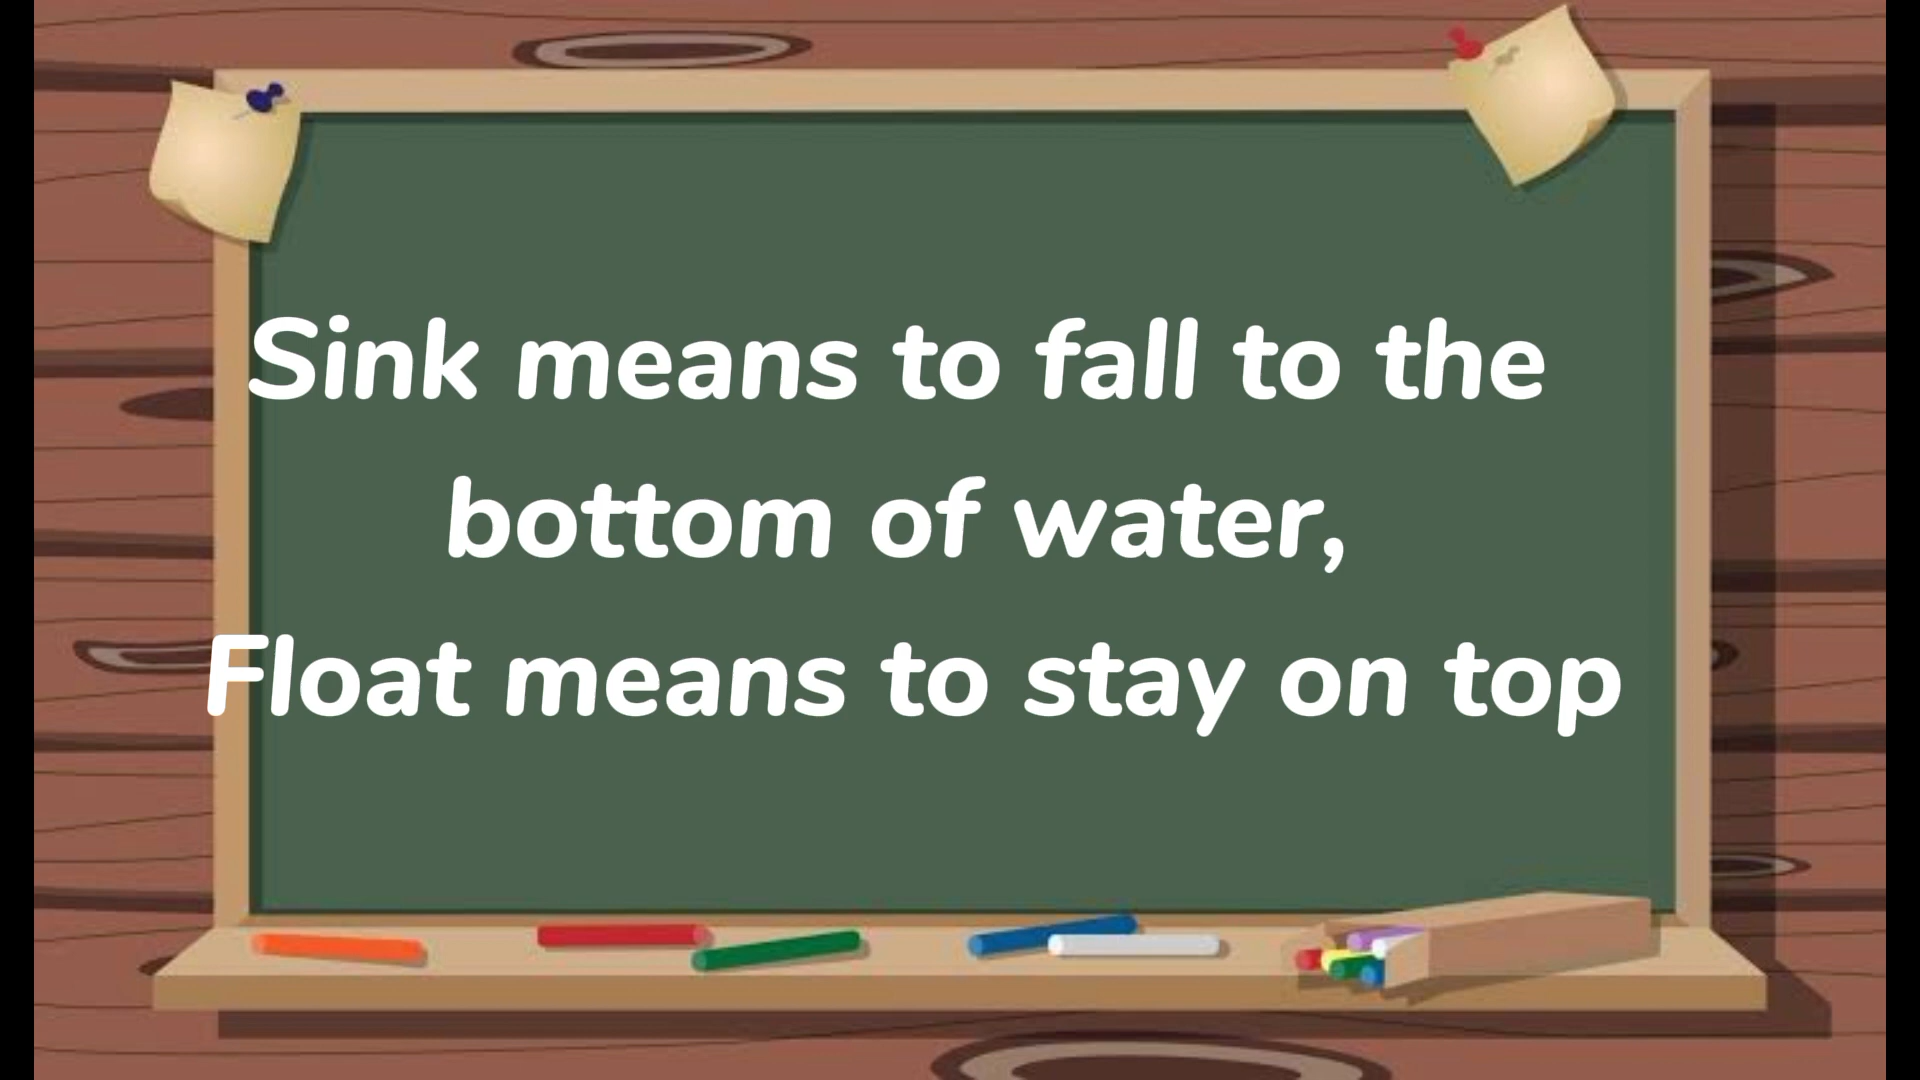 Sink means to fall to the
bottom of water,
Float means to stay on top